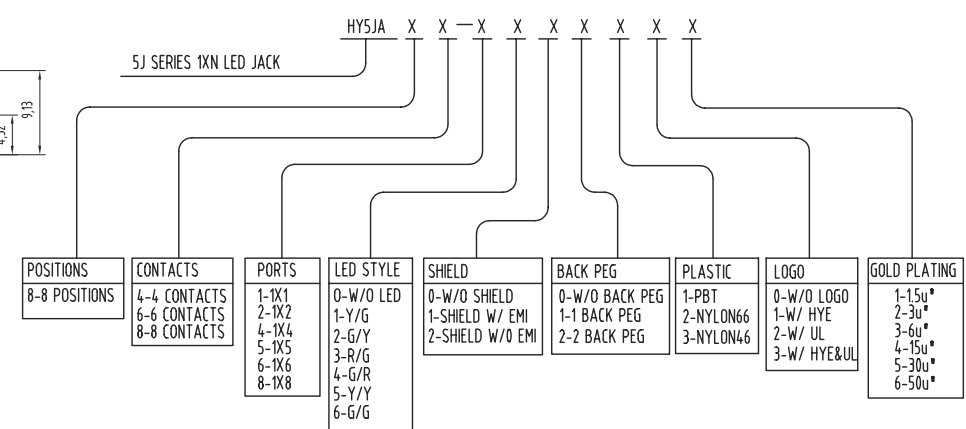 HY5JA X X — X X X X X X X
5J SERIES 1XN LED JACK
9,13
4,52
POSITIONS
8-8 POSITIONS
CONTACTS
4-4 CONTACTS
6-6 CONTACTS
8-8 CONTACTS
PORTS
1-1X1
2-1X2
4-1X4
5-1X5
6-1X6
8-1X8
LED STYLE
0-W/O LED
1-Y/G
2-G/Y
3-R/G
4-G/R
5-Y/Y
6-G/G
SHIELD
0-W/O SHIELD
1-SHIELD W/ EMI
2-SHIELD W/O EMI
BACK PEG
0-W/O BACK PEG
1-1 BACK PEG
2-2 BACK PEG
PLASTIC
1-PBT
2-NYLON66
3-NYLON46
LOGO
0-W/O LOGO
1-W/ HYE
2-W/ UL
3-W/ HYE&UL
GOLD PLATING
1-1.5u"
2-3u"
3-6u"
4-15u"
5-30u"
6-50u"